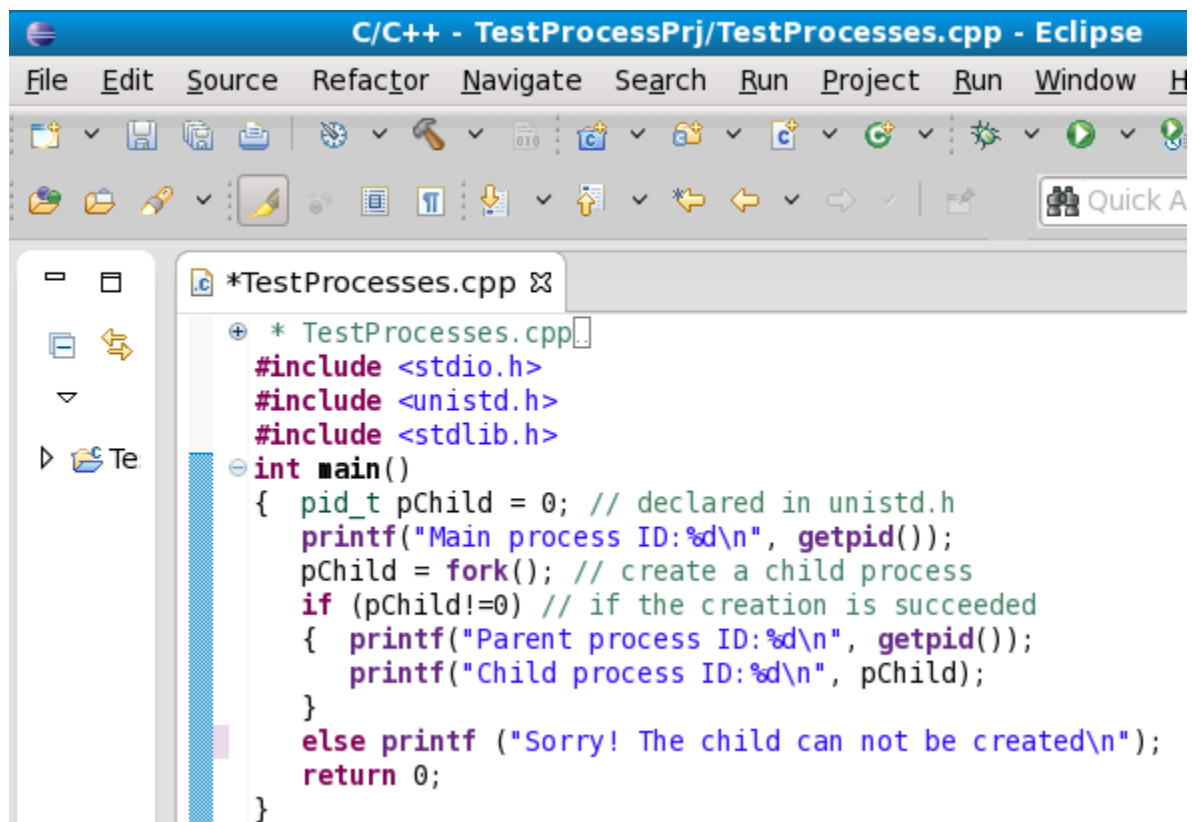 C/C++ - TestProcessPrj/TestProcesses.cpp - Eclipse
File Edit Source Refactor Navigate Search Run Project Run Window H
010
Quick A
*TestProcesses.cpp
* TestProcesses.cpp..
#include <stdio.h>
#include <unistd.h>
#include <stdlib.h>
Te
int main()
{  pid_t pChild = 0; // declared in unistd.h
   printf("Main process ID:%d\n", getpid());
   pChild = fork(); // create a child process
   if (pChild!=0) // if the creation is succeeded
   {  printf("Parent process ID:%d\n", getpid());
      printf("Child process ID:%d\n", pChild);
   }
   else printf ("Sorry! The child can not be created\n");
   return 0;
}